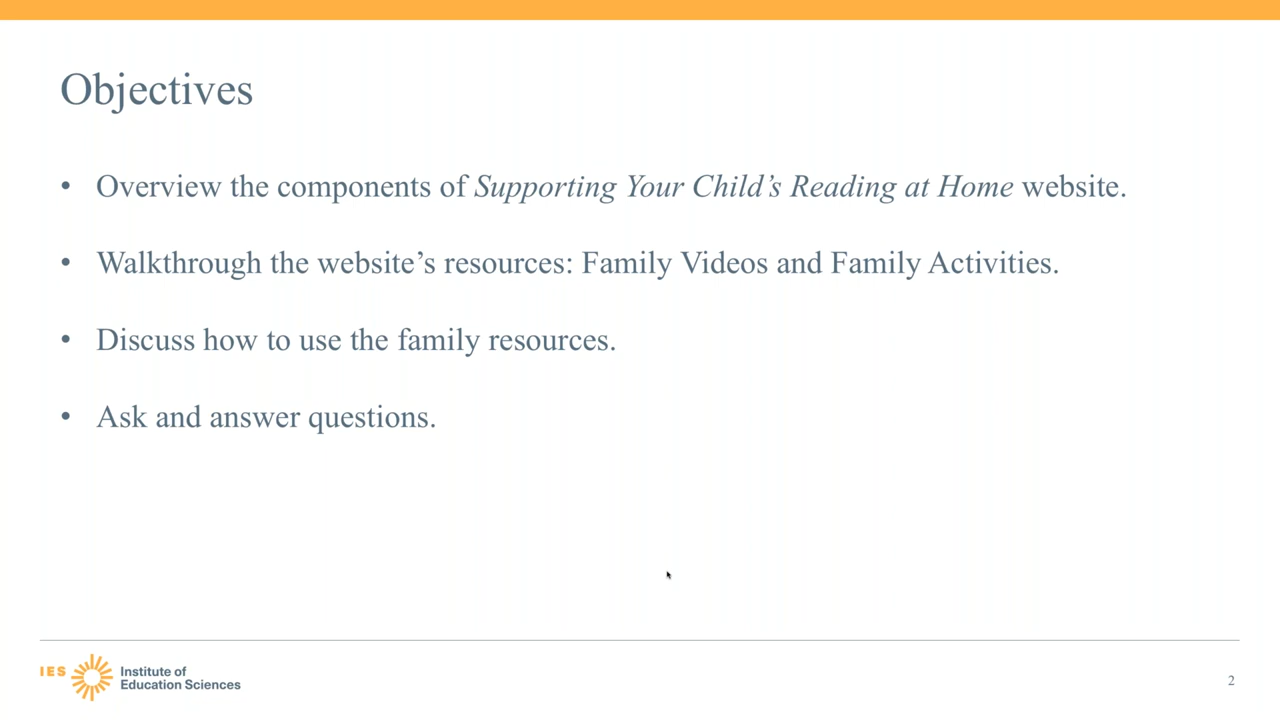 Objectives
• Overview the components of Supporting Your Child’s Reading at Home website.
• Walkthrough the website’s resources: Family Videos and Family Activities.
• Discuss how to use the family resources.
• Ask and answer questions.
IES
Institute of
Education Sciences
2